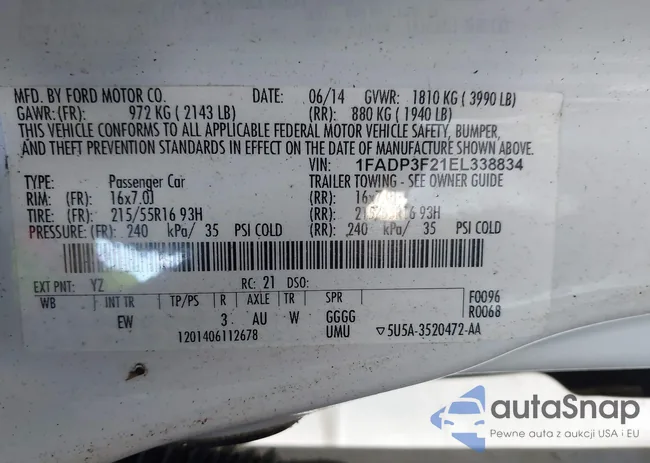 MFD. BY FORD MOTOR CO. DATE: 06/14 GVWR: 1810 KG ( 3990 LB)
GAWR:(FR): 972 KG ( 2143 LB) (RR): 880 KG ( 1940 LB)
THIS VEHICLE CONFORMS TO ALL APPLICABLE FEDERAL MOTOR VEHICLE SAFETY, BUMPER,
AND THEFT PREVENTION STANDARDS IN EFFECT ON THE DATE OF MANUFACTURE SHOWN ABOVE.
VIN: 1FADP3F21EL338834
TYPE: Passenger Car TRAILER TOWING - SEE OWNER GUIDE
RIM: (FR): 16x7.0J (RR): 16x
TIRE: (FR): 215/55R16 93H (RR): 215/ R16 93H
PRESSURE:(FR): 240 kPa/ 35 PSI COLD (RR): 240 kPa/ 35 PSI COLD
EXT PNT: YZ RC: 21 DSO:
WB INT TR TP/PS R AXLE TR SPR F0096
EW 3 AU W GGGG R0068
1201406112678 UMU ▽5U5A-3520472-AA
autoSnap
Pewne auta z aukcji USA i EU